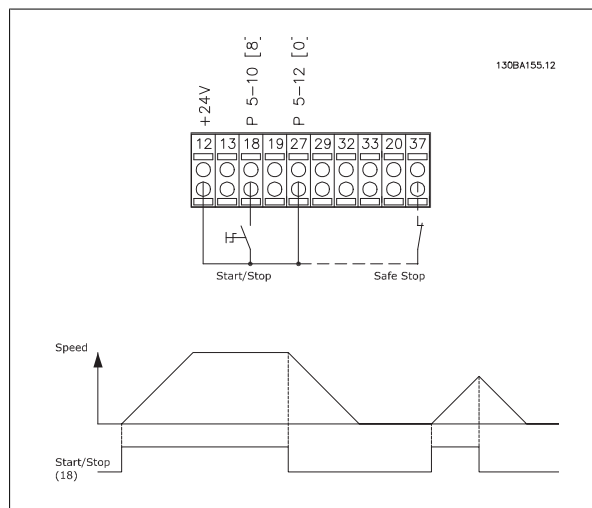 130BA155.12
+24V
P 5-10 [8]
P 5-12 [0]
12 13 18 19 27 29 32 33 20 37
Start/Stop
Safe Stop
Speed
Start/Stop
(18)